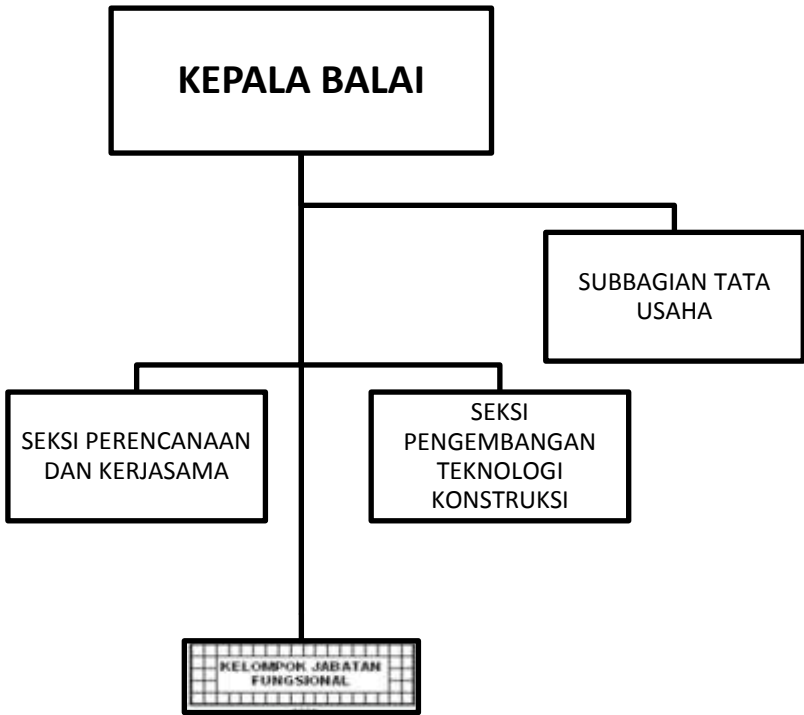 KEPALA BALAI
SUBBAGIAN TATA
USAHA
SEKSI PERENCANAAN
DAN KERJASAMA
SEKSI
PENGEMBANGAN
TEKNOLOGI
KONSTRUKSI
KELOMPOK JABATAN
FUNGSIONAL